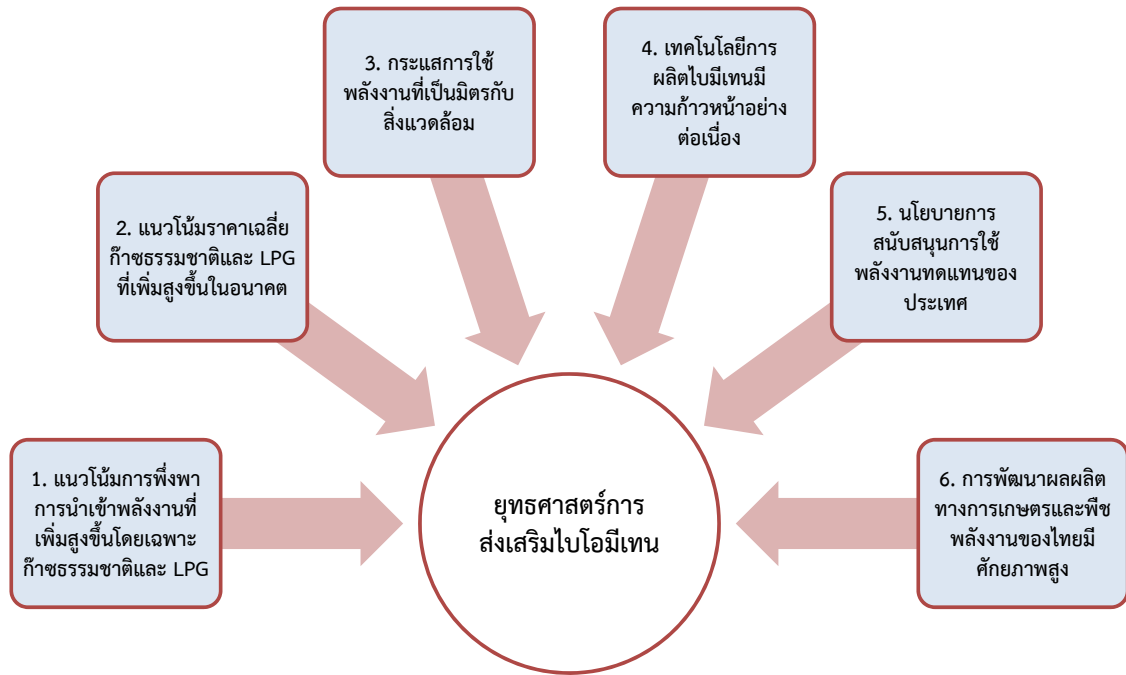 1. แนวโน้มการพึ่งพา
การนำเข้าพลังงานที่
เพิ่มสูงขึ้นโดยเฉพาะ
ก๊าซธรรมชาติและ LPG
2. แนวโน้มราคาเฉลี่ย
ก๊าซธรรมชาติและ LPG
ที่เพิ่มสูงขึ้นในอนาคต
3. กระแสการใช้
พลังงานที่เป็นมิตรกับ
สิ่งแวดล้อม
4. เทคโนโลยีการ
ผลิตไบมีเทนมี
ความก้าวหน้าอย่าง
ต่อเนื่อง
5. นโยบายการ
สนับสนุนการใช้
พลังงานทดแทนของ
ประเทศ
6. การพัฒนาผลผลิต
ทางการเกษตรและพืช
พลังงานของไทยมี
ศักยภาพสูง
ยุทธศาสตร์การ
ส่งเสริมไบโอมีเทน